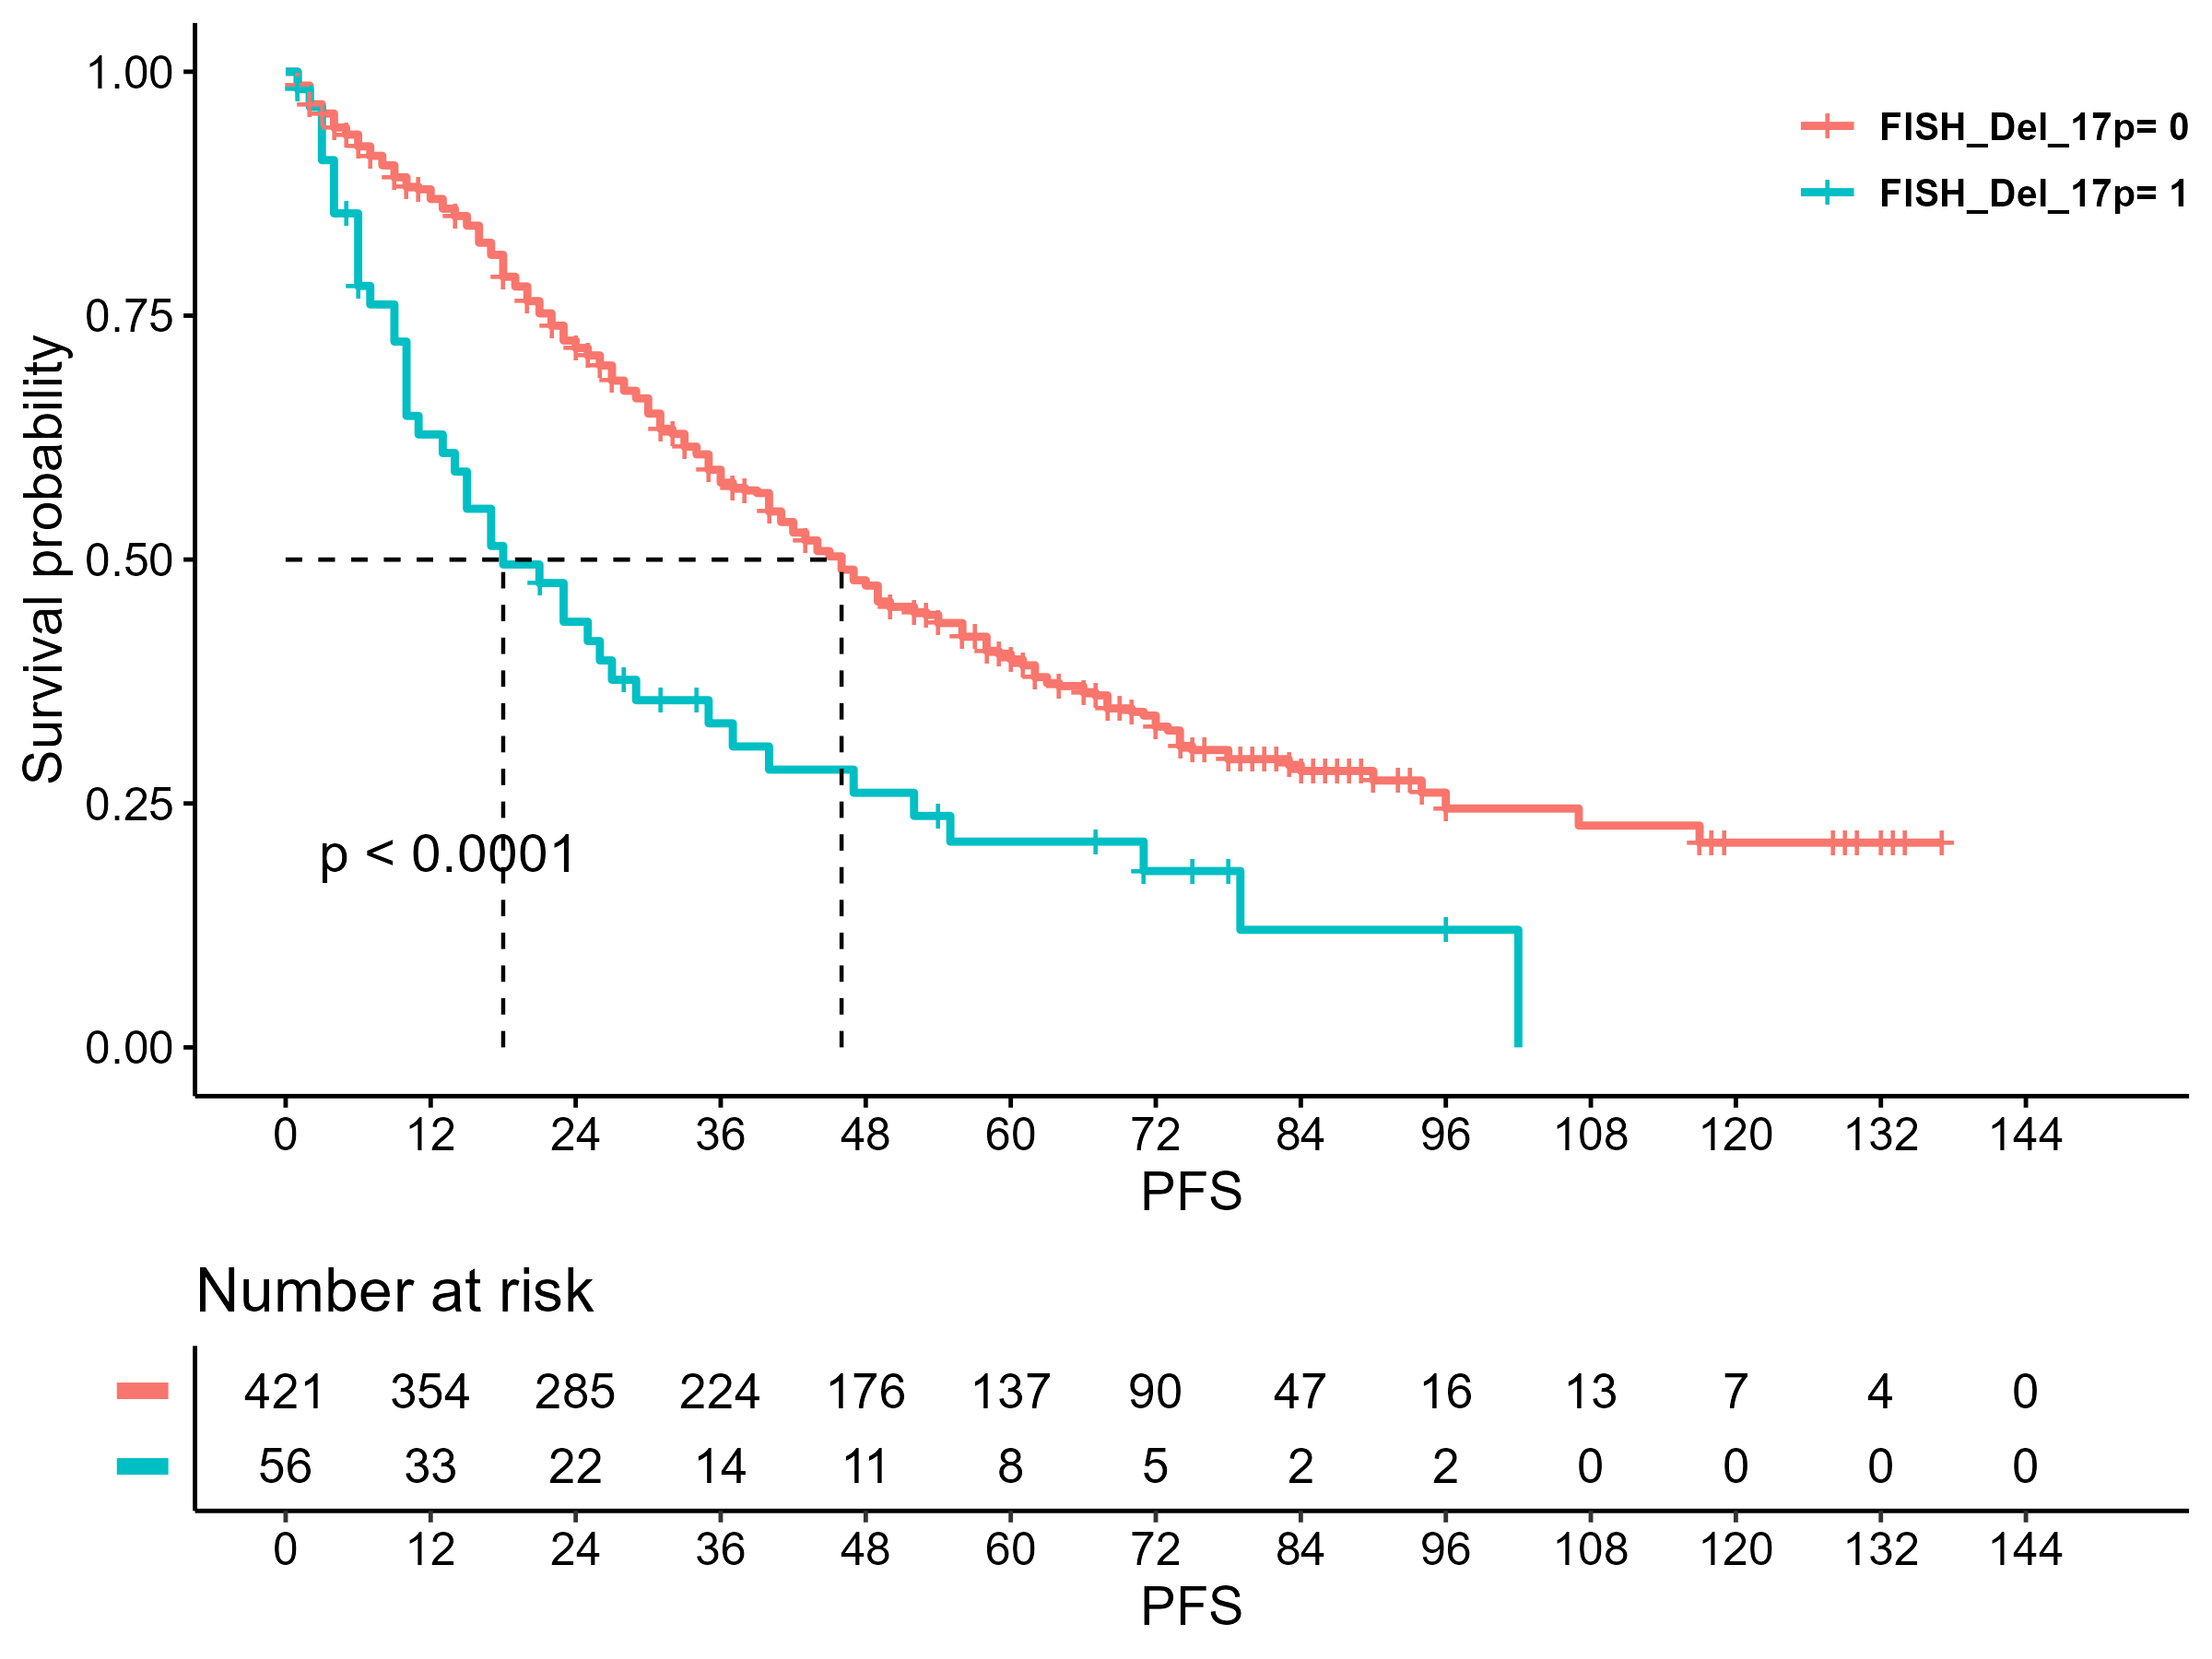 1.00
0.75
0.50
0.25
0.00
Survival probability
FISH_Del_17p= 0
FISH_Del_17p= 1
p < 0.0001
0 12 24 36 48 60 72 84 96 108 120 132 144
PFS
Number at risk
421 354 285 224 176 137 90 47 16 13 7 4 0
56 33 22 14 11 8 5 2 2 0 0 0 0
0 12 24 36 48 60 72 84 96 108 120 132 144
PFS